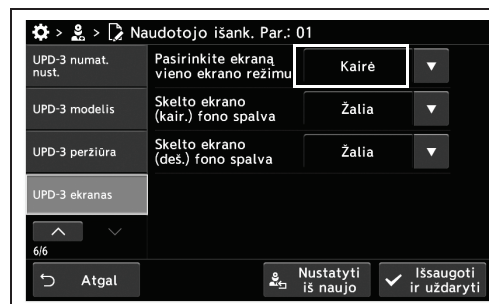 > > Naudotojo išank. Par.: 01
UPD-3 numat.
nust.
Pasirinkite ekraną
vieno ekrano režimu
Kairė
UPD-3 modelis
Skelto ekrano
(kair.) fono spalva
Žalia
UPD-3 peržiūra
Skelto ekrano
(deš.) fono spalva
Žalia
UPD-3 ekranas
6/6
Atgal
Nustatyti
iš naujo
Išsaugoti
ir uždaryti